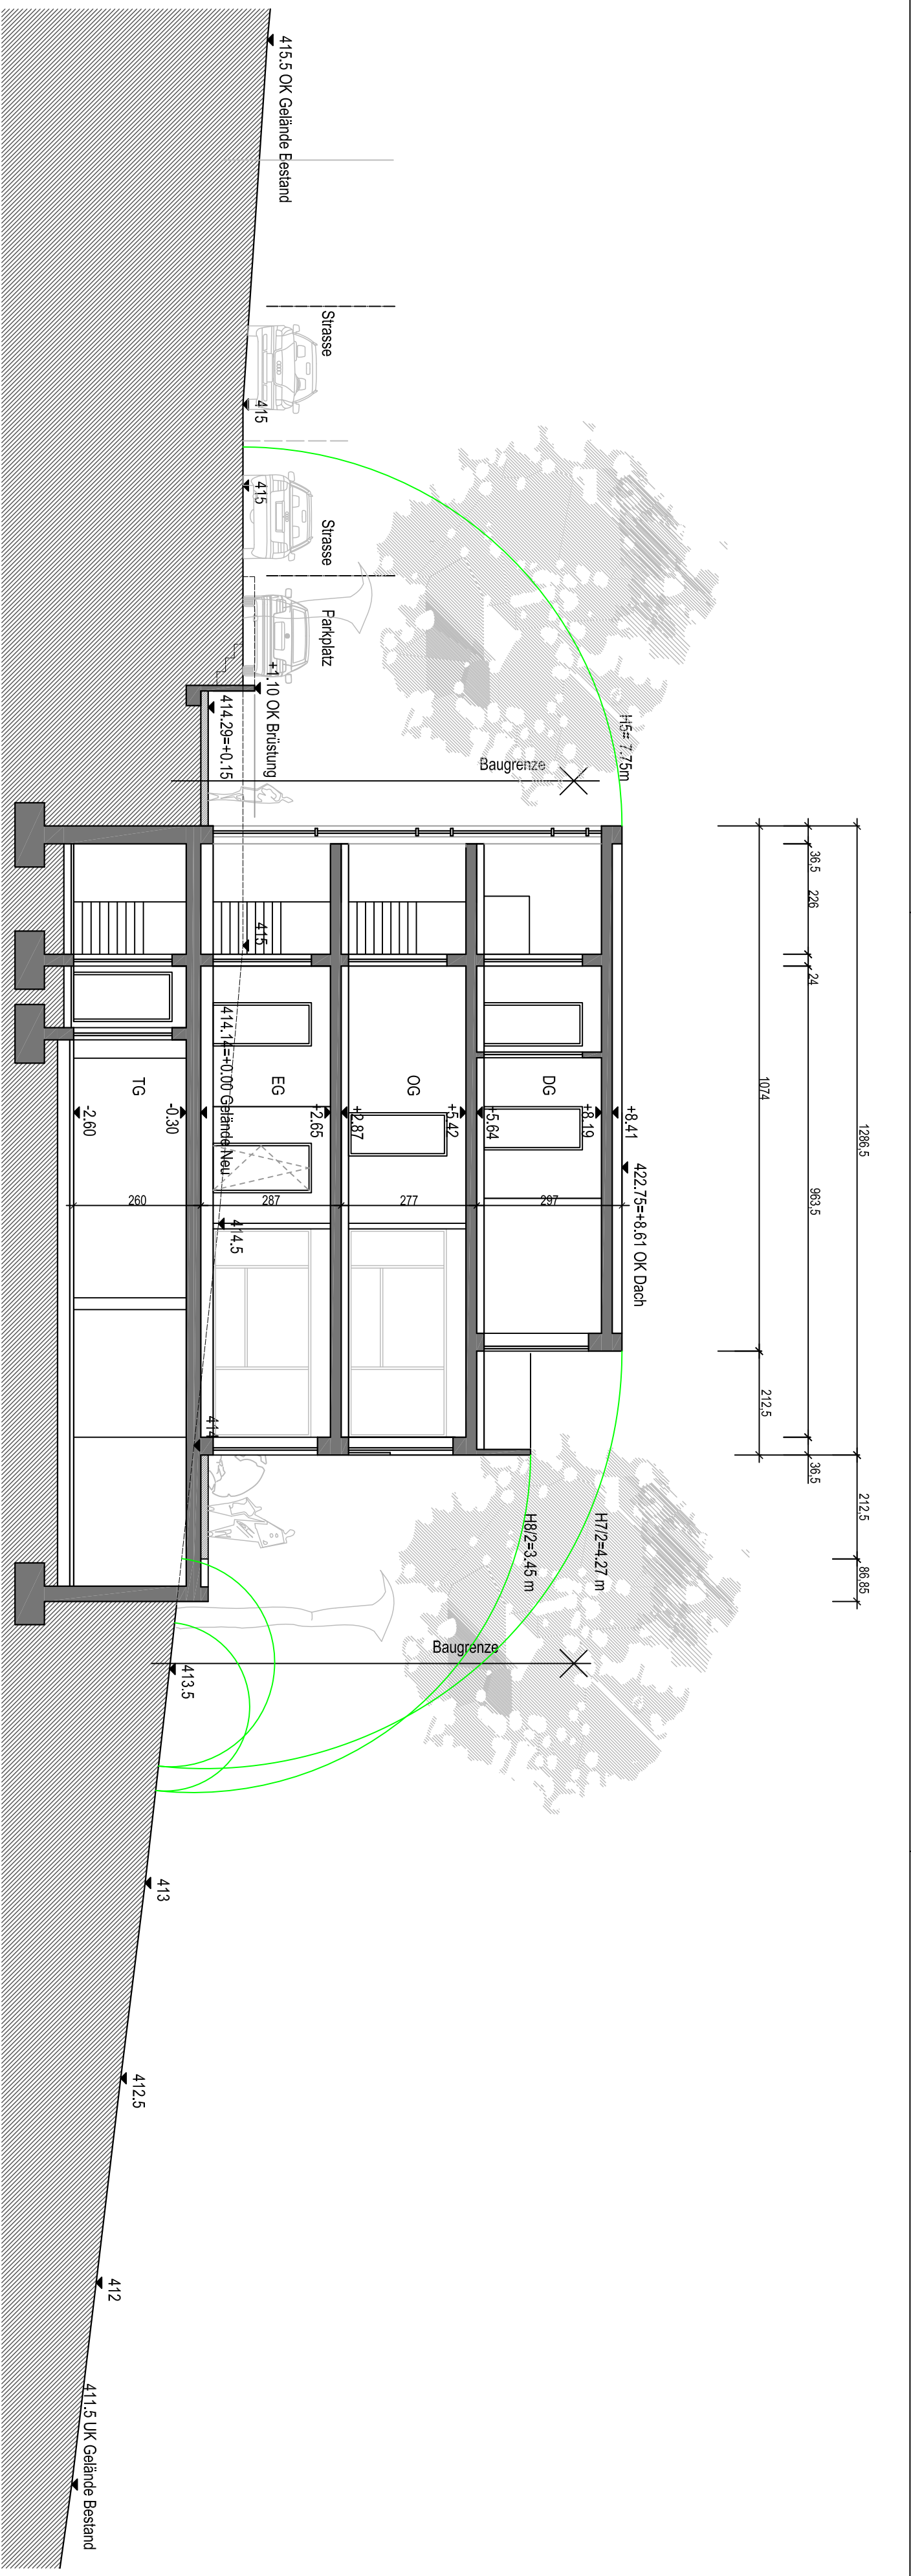 1286,5
212,5
86,85
36,5
226
24
963,5
36,5
1074
212,5
422.75=+8.61 OK Dach
+8.41
+8.19
DG
297
+5.64
+5.42
OG
277
+2.87
+2.65
EG
287
414.14=+0.00 Gelände Neu
-0.30
TG
260
-2.60
H5= 7.75m
Baugrenze
H7/2=4.27 m
H8/2=3.45 m
Baugrenze
415.5 OK Gelände Bestand
Strasse
415
Strasse
415
Parkplatz
+1.10 OK Brüstung
414.29=+0.15
415
414.5
414
413.5
413
412.5
412
411.5 UK Gelände Bestand